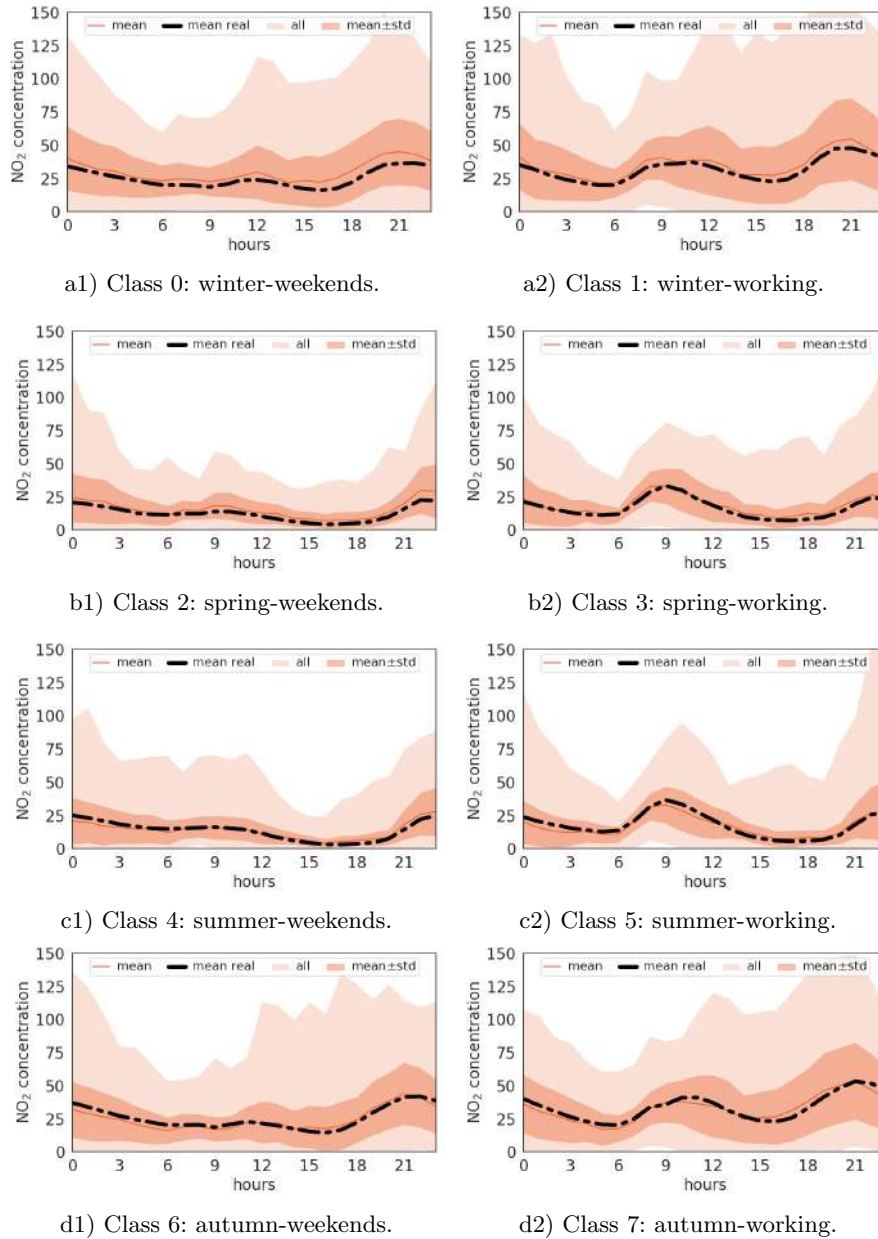 mean mean real all mean±std mean mean real all mean±std
150 150
125 125
100 100
75 75
50 50
25 25
0 0
NO₂ concentration NO₂ concentration
0 3 6 9 12 15 18 21 0 3 6 9 12 15 18 21
hours hours
a1) Class 0: winter-weekends. a2) Class 1: winter-working.
mean mean real all mean±std mean mean real all mean±std
150 150
125 125
100 100
75 75
50 50
25 25
0 0
NO₂ concentration NO₂ concentration
0 3 6 9 12 15 18 21 0 3 6 9 12 15 18 21
hours hours
b1) Class 2: spring-weekends. b2) Class 3: spring-working.
mean mean real all mean±std mean mean real all mean±std
150 150
125 125
100 100
75 75
50 50
25 25
0 0
NO₂ concentration NO₂ concentration
0 3 6 9 12 15 18 21 0 3 6 9 12 15 18 21
hours hours
c1) Class 4: summer-weekends. c2) Class 5: summer-working.
mean mean real all mean±std mean mean real all mean±std
150 150
125 125
100 100
75 75
50 50
25 25
0 0
NO₂ concentration NO₂ concentration
0 3 6 9 12 15 18 21 0 3 6 9 12 15 18 21
hours hours
d1) Class 6: autumn-weekends. d2) Class 7: autumn-working.